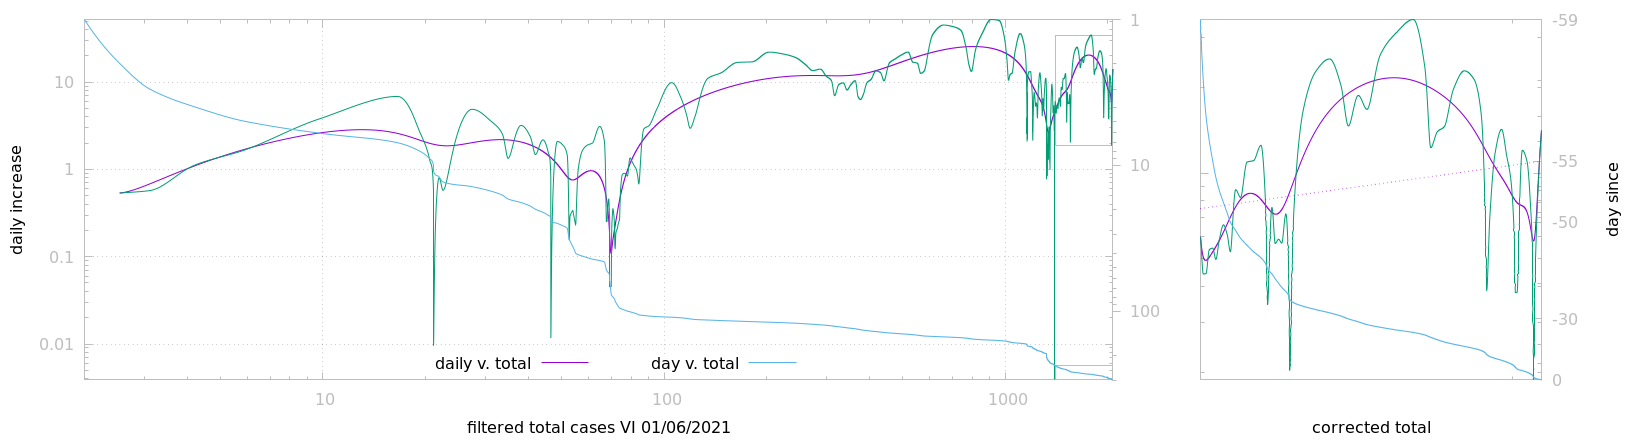 daily increase
10
1
0.1
0.01
10
100
1000
1
10
100
daily v. total
day v. total
filtered total cases VI 01/06/2021
-59
-55
-50
-30
0
day since
corrected total